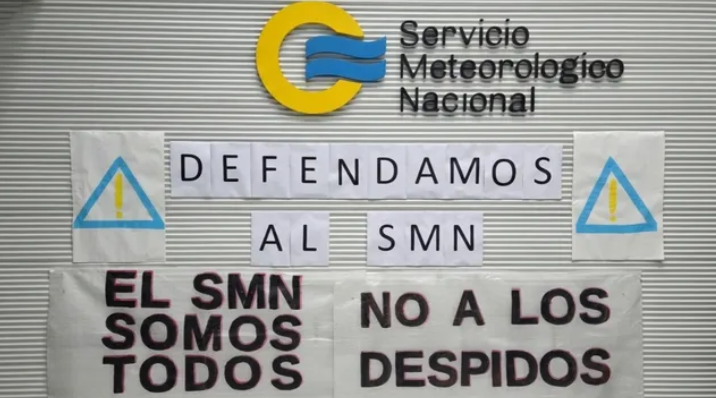 Servicio
Meteorologico
Nacional
DEFENDAMOS
AL SMN
EL SMN
SOMOS
TODOS
NO A LOS
DESPIDOS